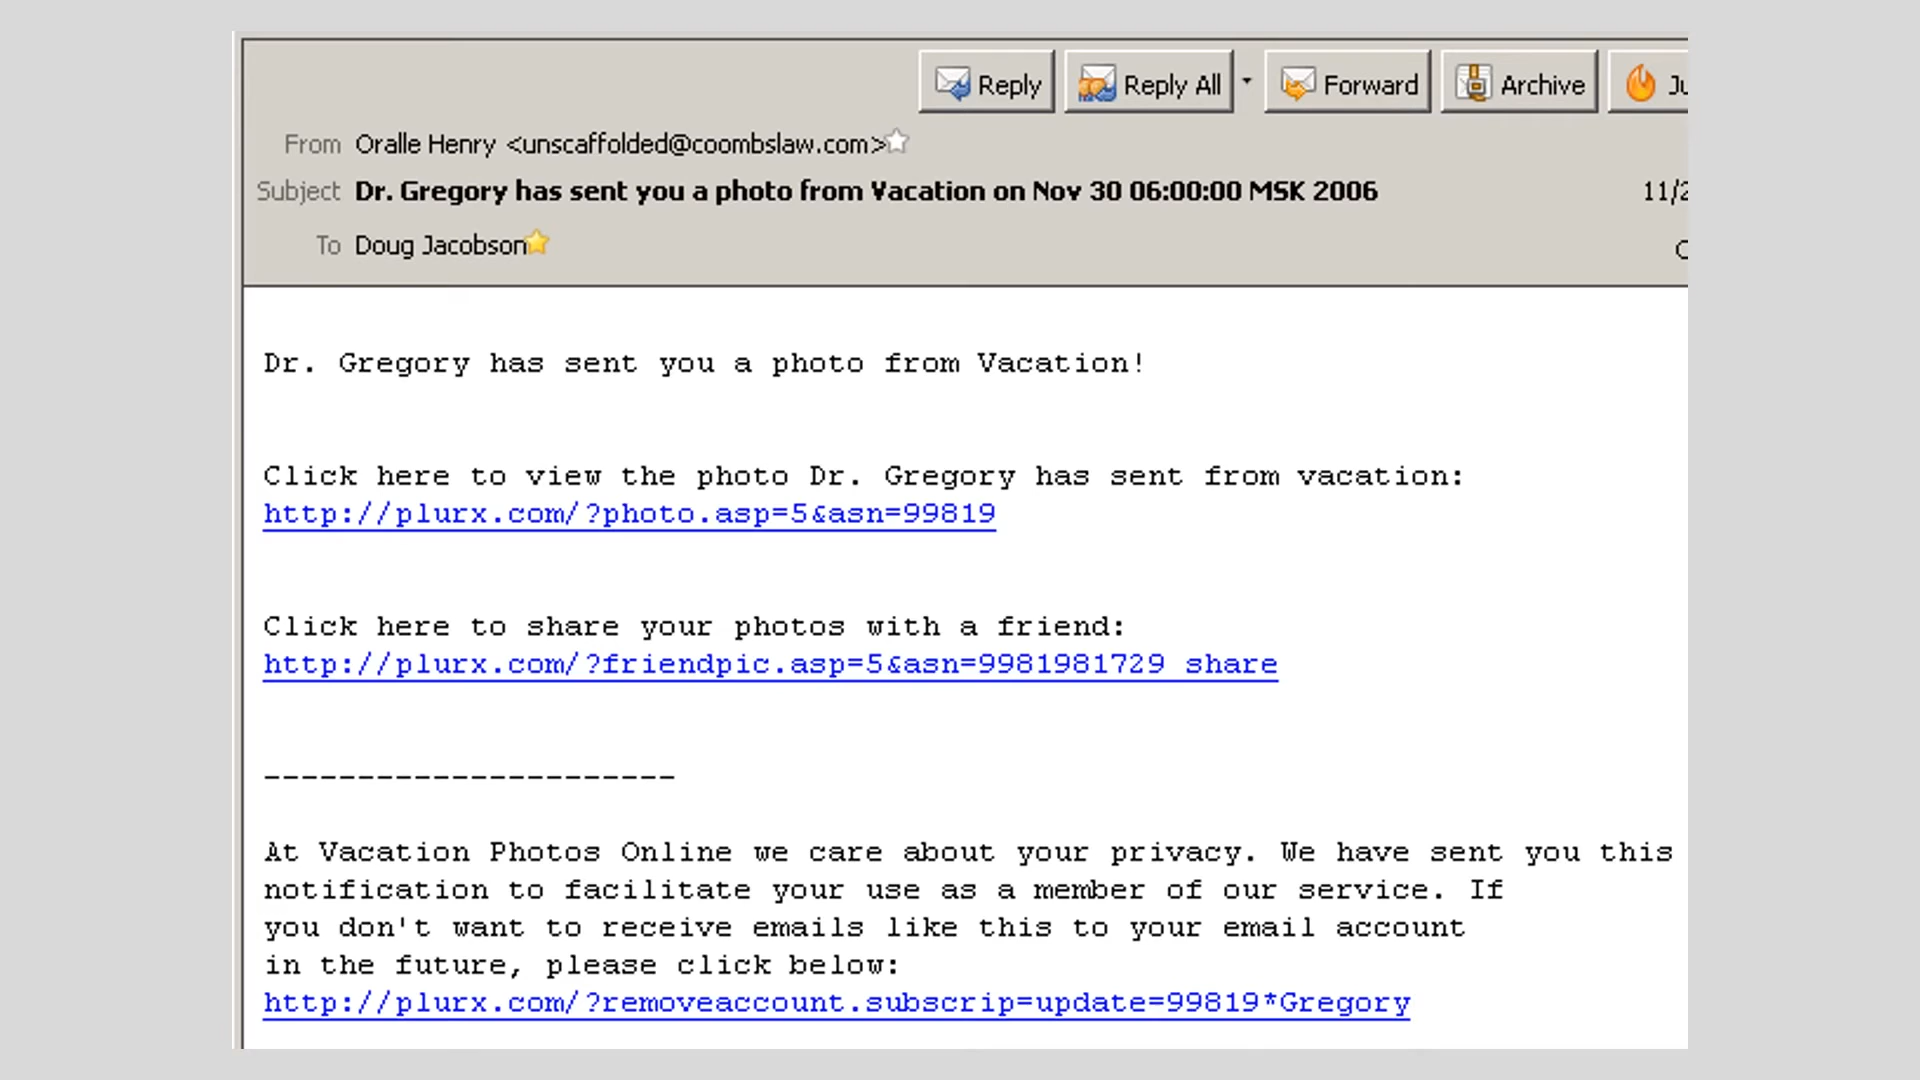 Reply Reply All Forward Archive
From Oralle Henry <unscaffolded@coombslaw.com>
Subject Dr. Gregory has sent you a photo from Vacation on Nov 30 06:00:00 MSK 2006 11/2
To Doug Jacobson
Dr. Gregory has sent you a photo from Vacation!
Click here to view the photo Dr. Gregory has sent from vacation:
http://plurx.com/?photo.asp=5&asn=99819
Click here to share your photos with a friend:
http://plurx.com/?friendpic.asp=5&asn=9981981729 share
----------------------
At Vacation Photos Online we care about your privacy. We have sent you this
notification to facilitate your use as a member of our service. If
you don't want to receive emails like this to your email account
in the future, please click below:
http://plurx.com/?removeaccount.subscrip=update=99819*Gregory